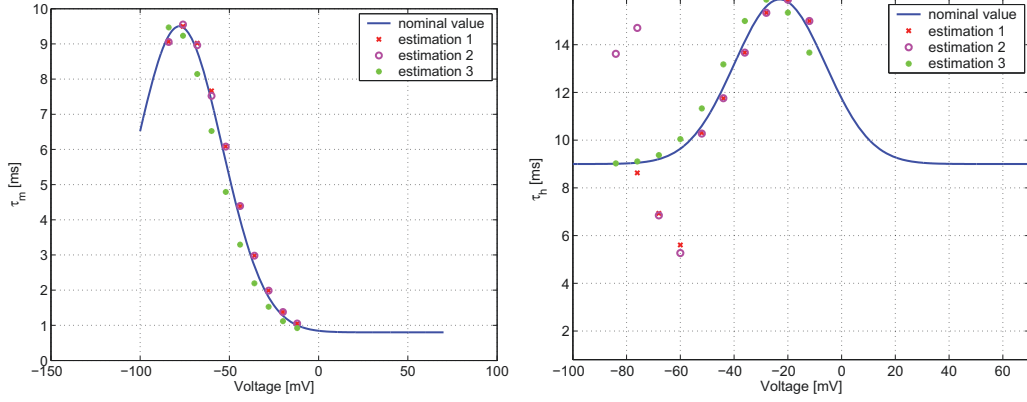 10
9
8
7
6
5
4
3
2
1
0
τm [ms]
−150
−100
−50
0
50
100
Voltage [mV]
nominal value
estimation 1
estimation 2
estimation 3
14
12
10
8
6
4
2
τh [ms]
−100
−80
−60
−40
−20
0
20
40
60
Voltage [mV]
nominal value
estimation 1
estimation 2
estimation 3